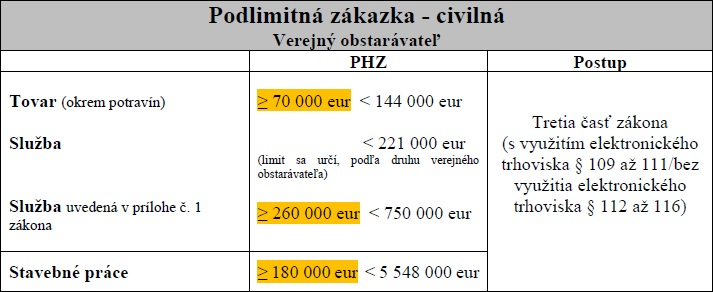 Podlimitná zákazka - civilná
Verejný obstarávateľ
PHZ
Postup
Tovar (okrem potravín)
≥ 70 000 eur < 144 000 eur
Služba
< 221 000 eur
(limit sa určí, podľa druhu verejného
obstarávateľa)
Služba uvedená v prílohe č. 1
zákona
≥ 260 000 eur < 750 000 eur
Tretia časť zákona
(s využitím elektronického
trhoviska § 109 až 111/bez
využitia elektronického
trhoviska § 112 až 116)
Stavebné práce
≥ 180 000 eur < 5 548 000 eur